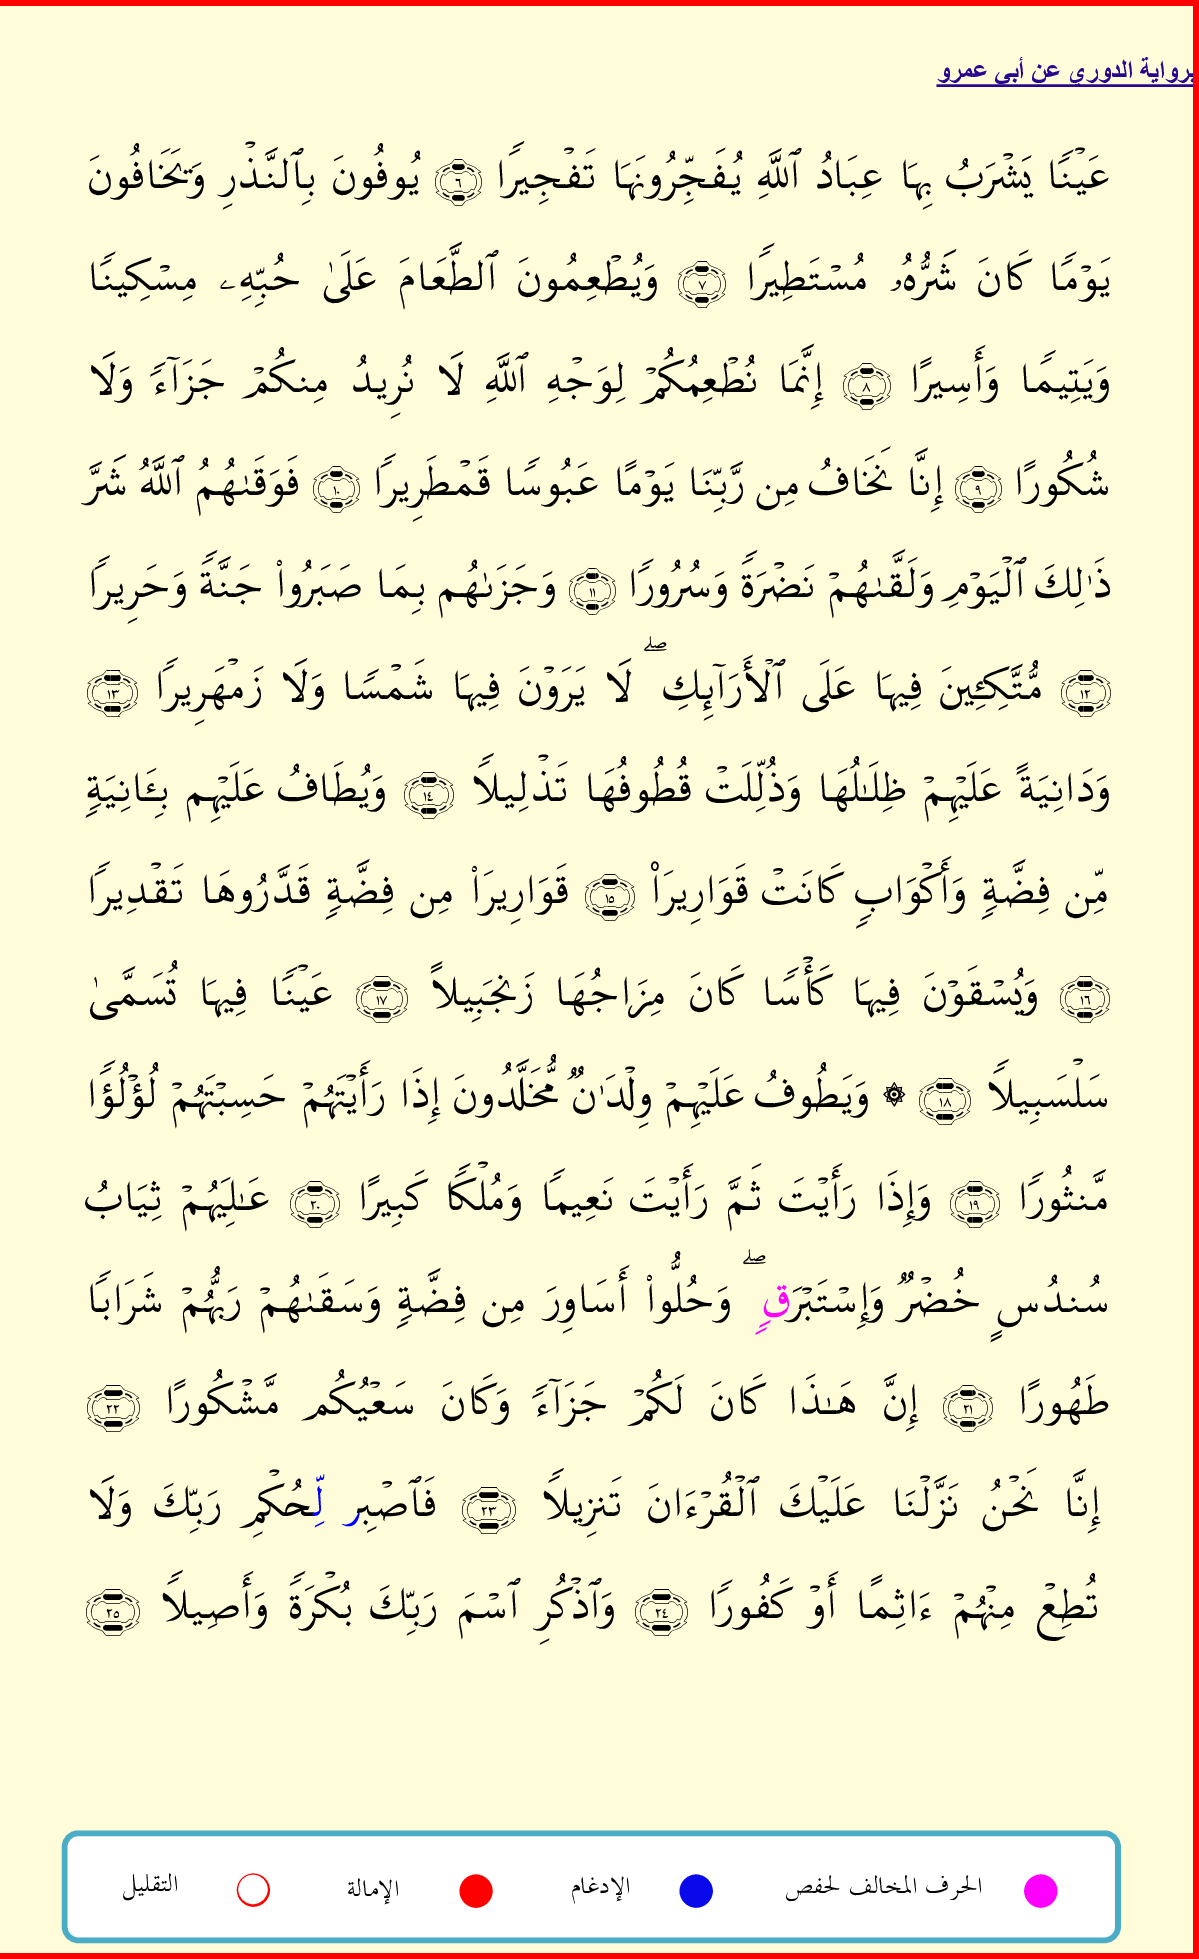 برواية الدوري عن أبي عمرو
عَيۡنٗا يَشۡرَبُ بِهَا عِبَادُ ٱللَّهِ يُفَجِّرُونَهَا تَفۡجِيرٗا ٦ يُوفُونَ بِٱلنَّذۡرِ وَيَخَافُونَ
يَوۡمٗا كَانَ شَرُّهُۥ مُسۡتَطِيرٗا ٧ وَيُطۡعِمُونَ ٱلطَّعَامَ عَلَىٰ حُبِّهِۦ مِسۡكِينٗا
وَيَتِيمٗا وَأَسِيرًا ٨ إِنَّمَا نُطۡعِمُكُمۡ لِوَجۡهِ ٱللَّهِ لَا نُرِيدُ مِنكُمۡ جَزَآءٗ وَلَا
شُكُورًا ٩ إِنَّا نَخَافُ مِن رَّبِّنَا يَوۡمًا عَبُوسٗا قَمۡطَرِيرٗا ١٠ فَوَقَىٰهُمُ ٱللَّهُ شَرَّ
ذَٰلِكَ ٱلۡيَوۡمِ وَلَقَّىٰهُمۡ نَضۡرَةٗ وَسُرُورٗا ١١ وَجَزَىٰهُم بِمَا صَبَرُواْ جَنَّةٗ وَحَرِيرٗا
١٢ مُّتَّكِـِٔينَ فِيهَا عَلَى ٱلۡأَرَآئِكِۖ لَا يَرَوۡنَ فِيهَا شَمۡسٗا وَلَا زَمۡهَرِيرٗا ١٣
وَدَانِيَةً عَلَيۡهِمۡ ظِلَٰلُهَا وَذُلِّلَتۡ قُطُوفُهَا تَذۡلِيلٗا ١٤ وَيُطَافُ عَلَيۡهِم بِـَٔانِيَةٖ
مِّن فِضَّةٖ وَأَكۡوَابٖ كَانَتۡ قَوَارِيرَا۠ ١٥ قَوَارِيرَاْ مِن فِضَّةٖ قَدَّرُوهَا تَقۡدِيرٗا
١٦ وَيُسۡقَوۡنَ فِيهَا كَأۡسٗا كَانَ مِزَاجُهَا زَنجَبِيلًا ١٧ عَيۡنٗا فِيهَا تُسَمَّىٰ
سَلۡسَبِيلٗا ١٨ ۞ وَيَطُوفُ عَلَيۡهِمۡ وِلۡدَٰنٞ مُّخَلَّدُونَ إِذَا رَأَيۡتَهُمۡ حَسِبۡتَهُمۡ لُؤۡلُؤٗا
مَّنثُورٗا ١٩ وَإِذَا رَأَيۡتَ ثَمَّ رَأَيۡتَ نَعِيمٗا وَمُلۡكٗا كَبِيرًا ٢٠ عَٰلِيَهُمۡ ثِيَابُ
سُندُسٍ خُضۡرٞ وَإِسۡتَبۡرَقٖۖ وَحُلُّوٓاْ أَسَاوِرَ مِن فِضَّةٖ وَسَقَىٰهُمۡ رَبُّهُمۡ شَرَابٗا
طَهُورًا ٢١ إِنَّ هَٰذَا كَانَ لَكُمۡ جَزَآءٗ وَكَانَ سَعۡيُكُم مَّشۡكُورًا ٢٢
إِنَّا نَحۡنُ نَزَّلۡنَا عَلَيۡكَ ٱلۡقُرۡءَانَ تَنزِيلٗا ٢٣ فَٱصۡبِر لِّحُكۡمِ رَبِّكَ وَلَا
تُطِعۡ مِنۡهُمۡ ءَاثِمًا أَوۡ كَفُورٗا ٢٤ وَٱذۡكُرِ ٱسۡمَ رَبِّكَ بُكۡرَةٗ وَأَصِيلٗا ٢٥
الحرف المخالف لحفص الإدغام الإمالة التقليل